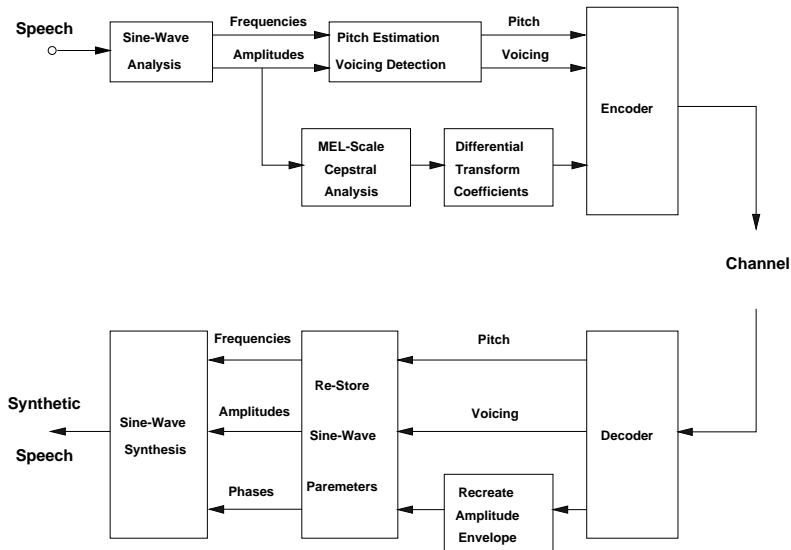 Speech
Sine-Wave
Analysis
Frequencies
Amplitudes
Pitch Estimation
Voicing Detection
Pitch
Voicing
Encoder
MEL-Scale
Cepstral
Analysis
Differential
Transform
Coefficients
Channel
Synthetic
Speech
Sine-Wave
Synthesis
Frequencies
Amplitudes
Phases
Re-Store
Sine-Wave
Paremeters
Pitch
Voicing
Recreate
Amplitude
Envelope
Decoder